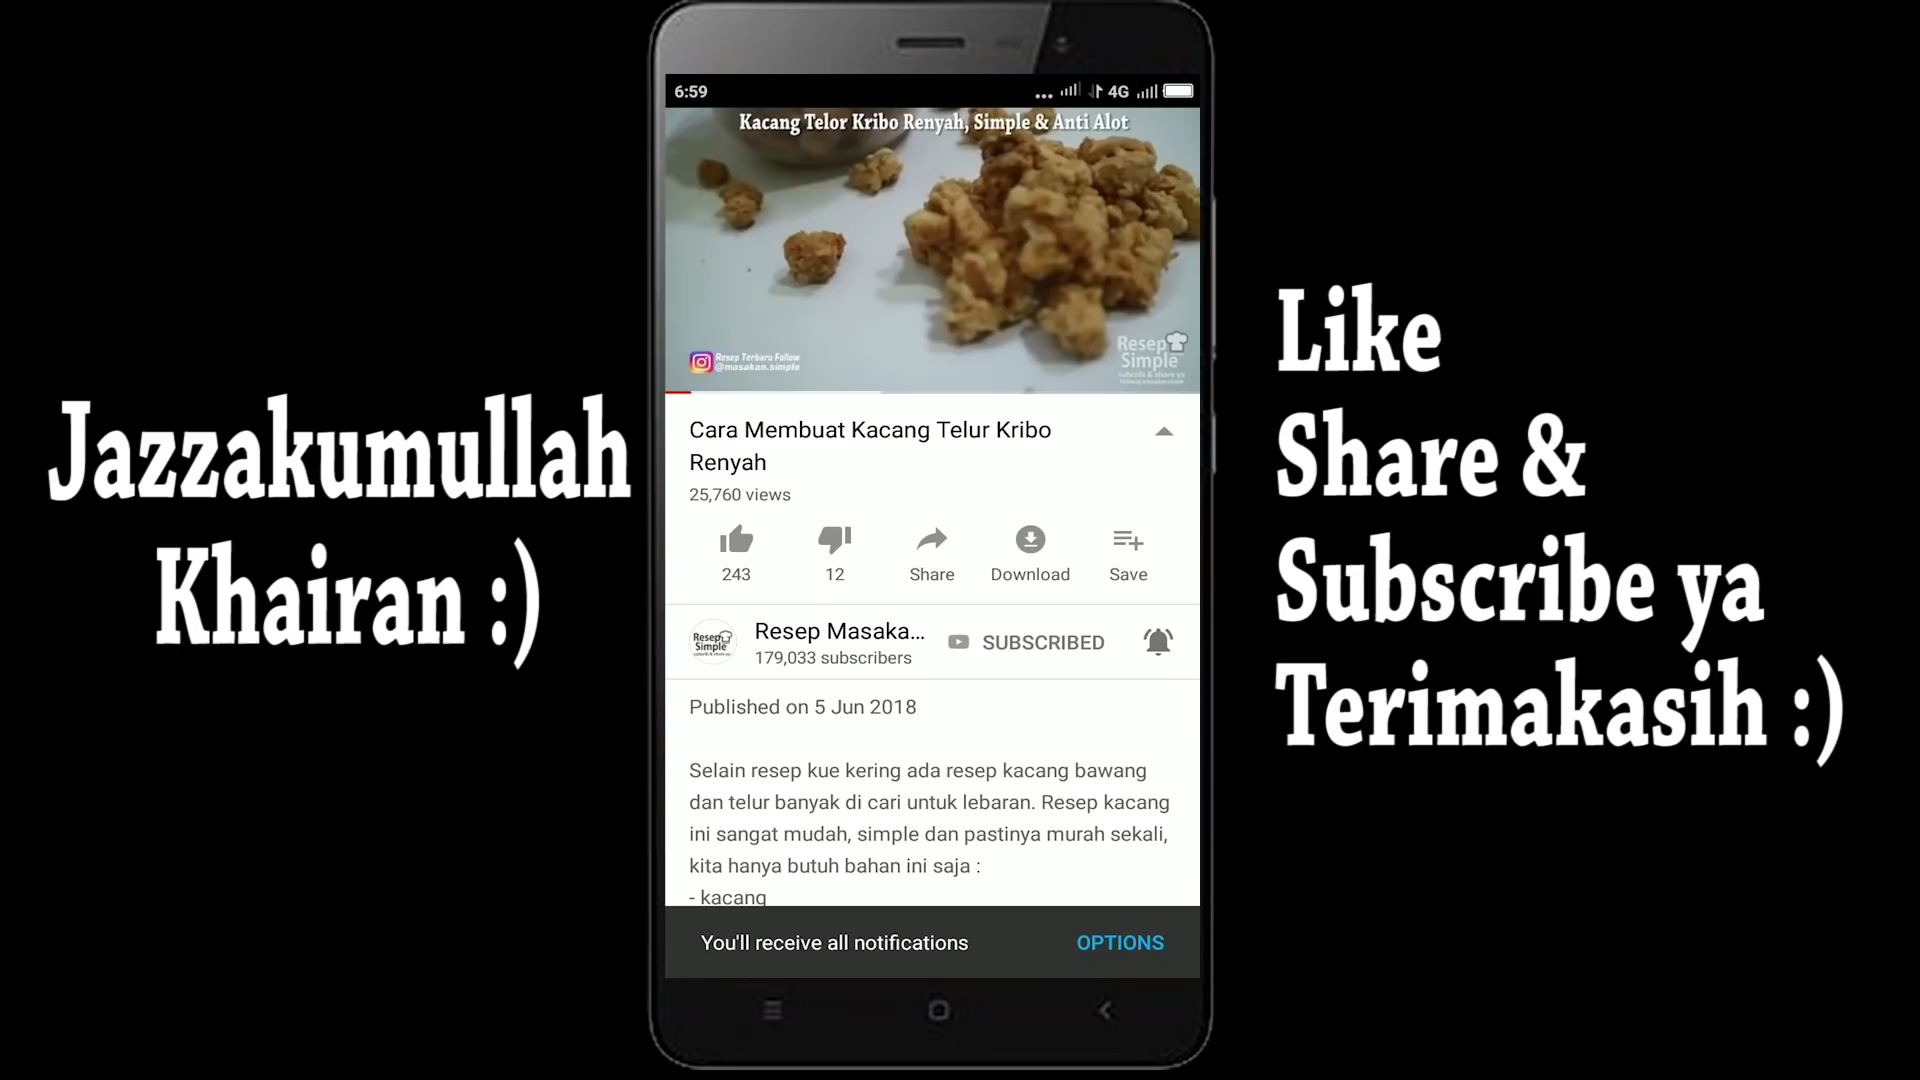 Jazzakumullah
Khairan :)
6:59
4G
Kacang Telor Kribo Renyah, Simple & Anti Alot
Resep Terbaru Follow
@masakan.simple
Resep
Simple
Cara Membuat Kacang Telur Kribo
Renyah
25,760 views
243
12
Share
Download
Save
Resep
Simple
Resep Masaka...
179,033 subscribers
SUBSCRIBED
Published on 5 Jun 2018
Selain resep kue kering ada resep kacang bawang
dan telur banyak di cari untuk lebaran. Resep kacang
ini sangat mudah, simple dan pastinya murah sekali,
kita hanya butuh bahan ini saja :
- kacang
You'll receive all notifications
OPTIONS
Like
Share &
Subscribe ya
Terimakasih :)